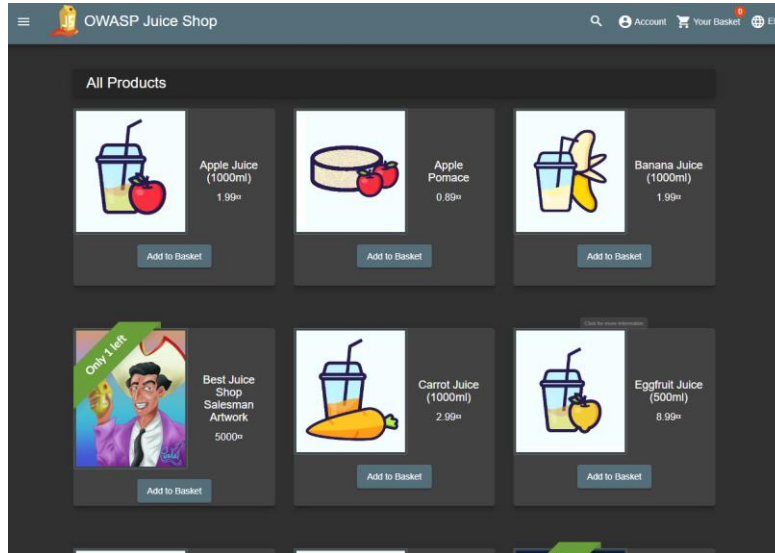 OWASP Juice Shop
Account
Your Basket
0
All Products
Apple Juice
(1000ml)
1.99¤
Add to Basket
Apple
Pomace
0.89¤
Add to Basket
Banana Juice
(1000ml)
1.99¤
Add to Basket
Only 1 left
Best Juice
Shop
Salesman
Artwork
5000¤
Add to Basket
Carrot Juice
(1000ml)
2.99¤
Add to Basket
Click for more information
Eggfruit Juice
(500ml)
8.99¤
Add to Basket